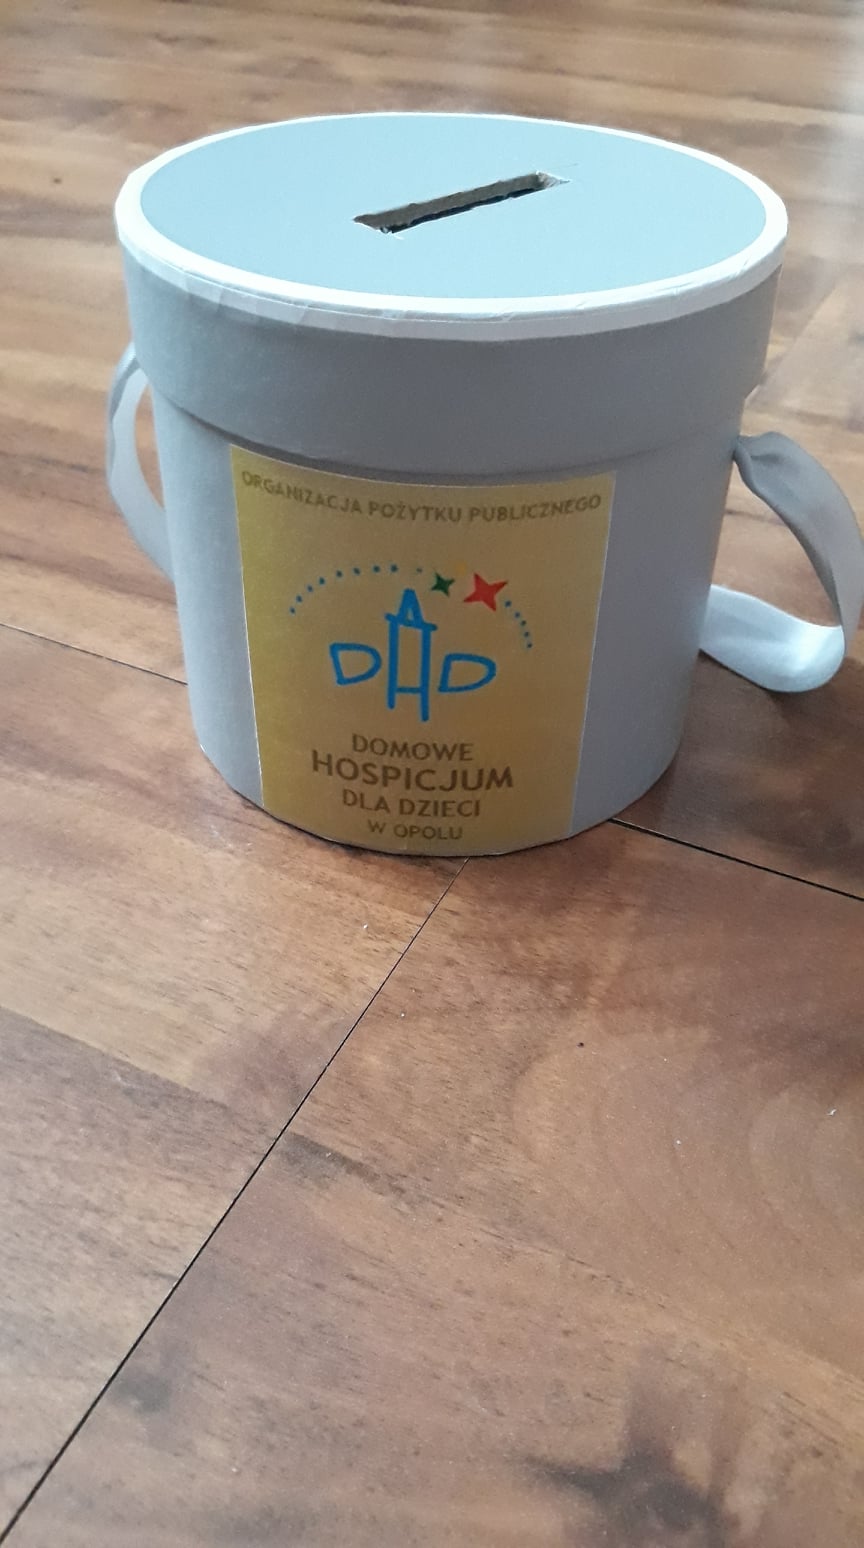 ORGANIZACJA POŻYTKU PUBLICZNEGO
DHD
DOMOWE
HOSPICJUM
DLA DZIECI
W OPOLU